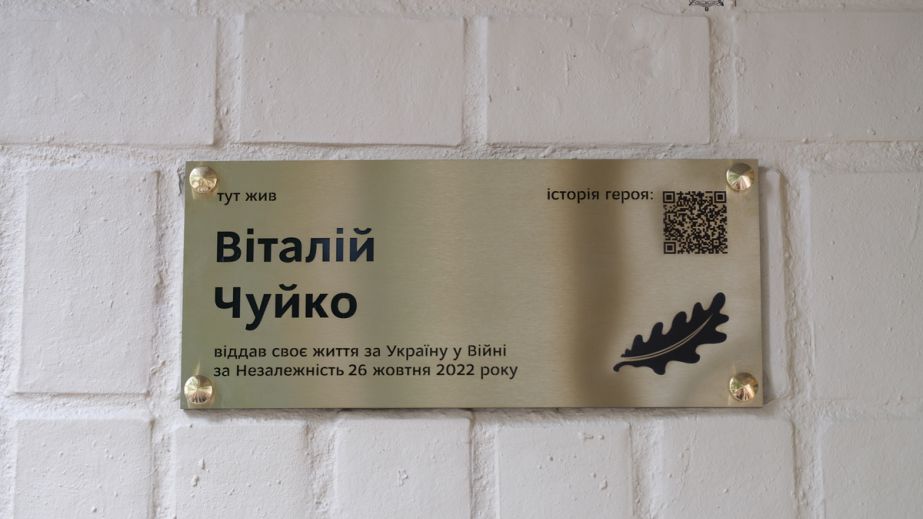 тут жив
історія героя:
Віталій
Чуйко
віддав своє життя за Україну у Війні
за Незалежність 26 жовтня 2022 року